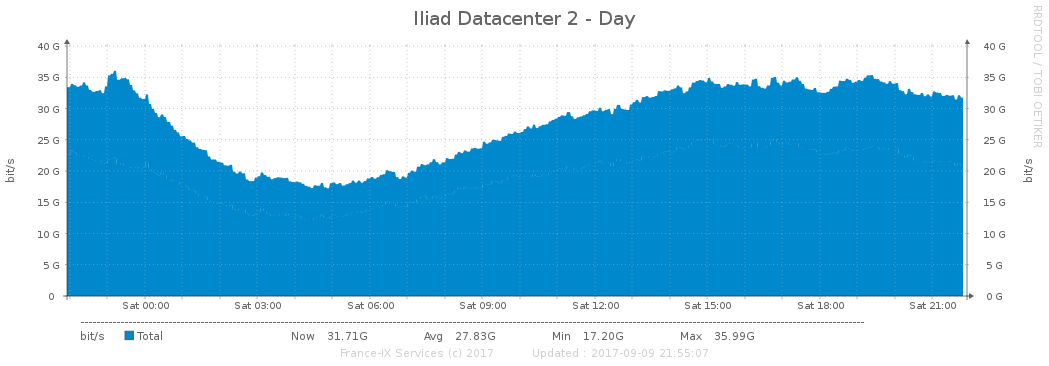 Iliad Datacenter 2 - Day
RRDTOOL / TOBI OETIKER
40 G 40 G
35 G 35 G
30 G 30 G
25 G 25 G
20 G 20 G
15 G 15 G
10 G 10 G
5 G 5 G
0 0 G
bit/s bit/s
Sat 00:00 Sat 03:00 Sat 06:00 Sat 09:00 Sat 12:00 Sat 15:00 Sat 18:00 Sat 21:00
bit/s Total Now 31.71G Avg 27.83G Min 17.20G Max 35.99G
France-IX Services (c) 2017 Updated : 2017-09-09 21:55:07